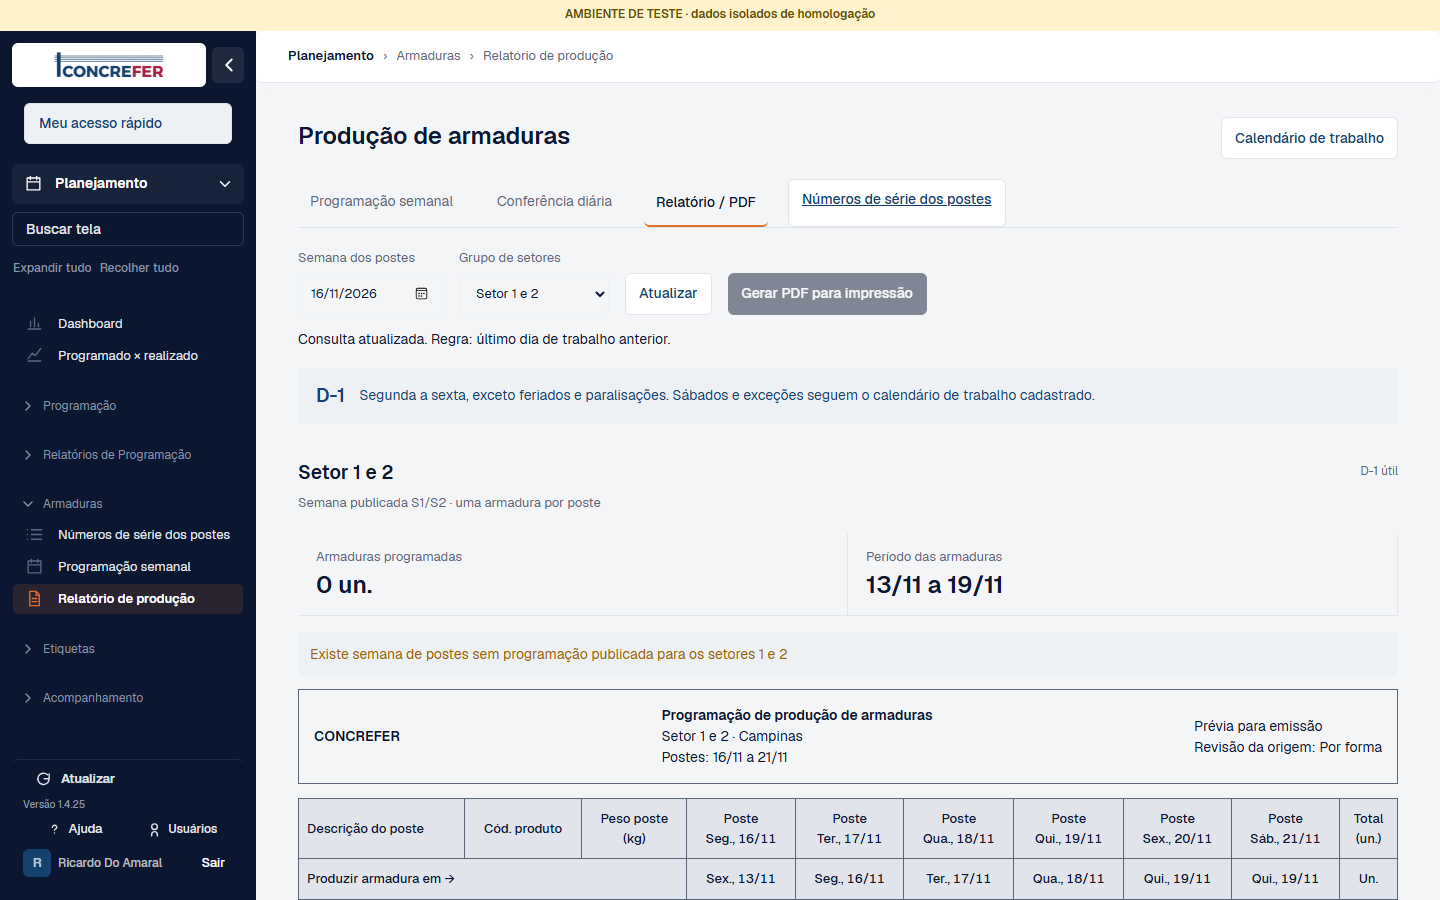 AMBIENTE DE TESTE · dados isolados de homologação
CONCREFER
Meu acesso rápido
Planejamento
Buscar tela
Expandir tudo Recolher tudo
Dashboard
Programado × realizado
Programação
Relatórios de Programação
Armaduras
Números de série dos postes
Programação semanal
Relatório de produção
Etiquetas
Acompanhamento
Atualizar
Versão 1.4.25
? Ajuda Usuários
R Ricardo Do Amaral Sair
Planejamento › Armaduras › Relatório de produção
Produção de armaduras
Calendário de trabalho
Programação semanal Conferência diária Relatório / PDF Números de série dos postes
Semana dos postes Grupo de setores
16/11/2026 Setor 1 e 2 Atualizar Gerar PDF para impressão
Consulta atualizada. Regra: último dia de trabalho anterior.
D-1 Segunda a sexta, exceto feriados e paralisações. Sábados e exceções seguem o calendário de trabalho cadastrado.
Setor 1 e 2
D-1 útil
Semana publicada S1/S2 · uma armadura por poste
Armaduras programadas
0 un.
Período das armaduras
13/11 a 19/11
Existe semana de postes sem programação publicada para os setores 1 e 2
CONCREFER
Programação de produção de armaduras
Setor 1 e 2 · Campinas
Postes: 16/11 a 21/11
Prévia para emissão
Revisão da origem: Por forma
Descrição do poste Cód. produto Peso poste (kg) Poste Seg., 16/11 Poste Ter., 17/11 Poste Qua., 18/11 Poste Qui., 19/11 Poste Sex., 20/11 Poste Sáb., 21/11 Total (un.)
Produzir armadura em → Sex., 13/11 Seg., 16/11 Ter., 17/11 Qua., 18/11 Qui., 19/11 Qui., 19/11 Un.